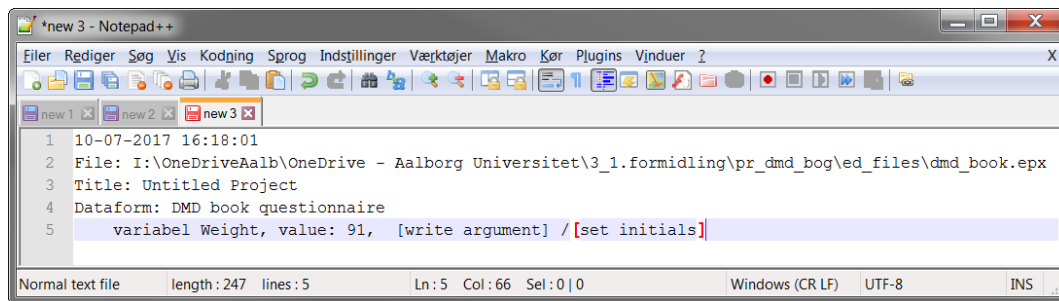 *new 3 - Notepad++
Filer Rediger Søg Vis Kodning Sprog Indstillinger Værktøjer Makro Kør Plugins Vinduer ? X
new 1 new 2 new 3
1 10-07-2017 16:18:01
2 File: I:\OneDriveAalb\OneDrive - Aalborg Universitet\3_1.formidling\pr_dmd_bog\ed_files\dmd_book.epx
3 Title: Untitled Project
4 Dataform: DMD book questionnaire
5 variabel Weight, value: 91, [write argument] /[set initials]
Normal text file length : 247 lines : 5 Ln : 5 Col : 66 Sel : 0 | 0 Windows (CR LF) UTF-8 INS